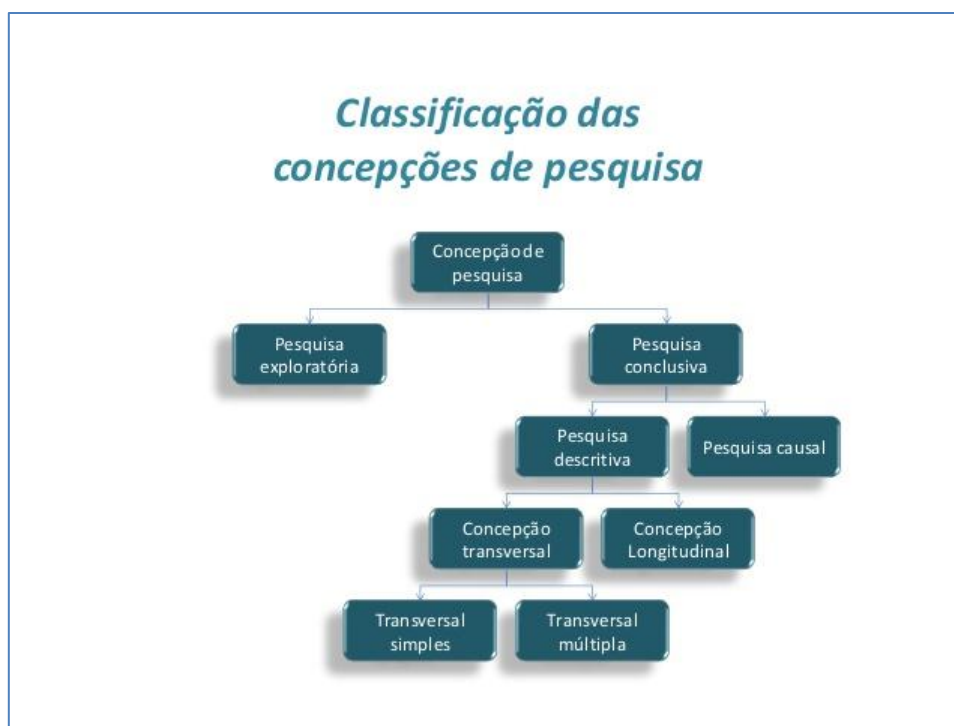 Classificação das
concepções de pesquisa
Concepção de
pesquisa
Pesquisa
exploratória
Pesquisa
conclusiva
Pesquisa
descritiva
Pesquisa causal
Concepção
transversal
Concepção
Longitudinal
Transversal
simples
Transversal
múltipla